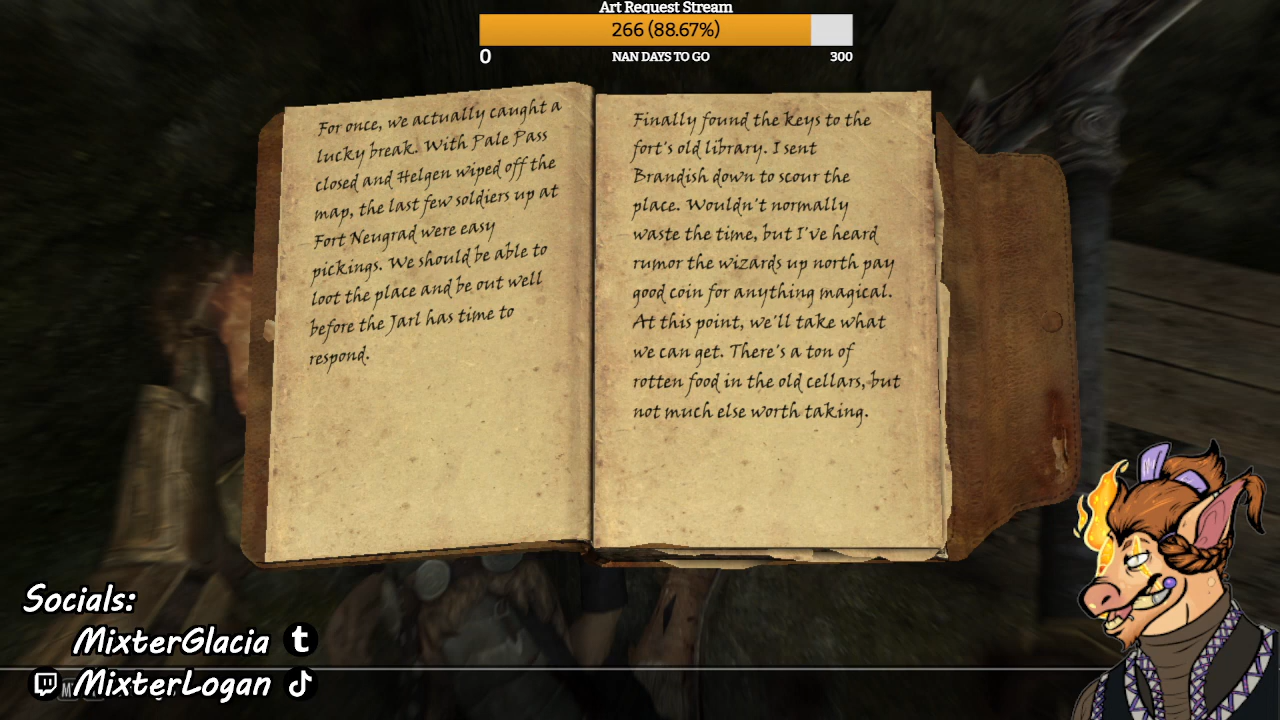 Art Request Stream
266 (88.67%)
0 NAN DAYS TO GO 300
For once, we actually caught a
lucky break. With Pale Pass
closed and Helgen wiped off the
map, the last few soldiers up at
Fort Neugrad were easy
pickings. We should be able to
loot the place and be out well
before the Jarl has time to
respond.
Finally found the keys to the
fort's old library. I sent
Brandish down to scour the
place. Wouldn't normally
waste the time, but I've heard
rumor the wizards up north pay
good coin for anything magical.
At this point, we'll take what
we can get. There's a ton of
rotten food in the old cellars, but
not much else worth taking.
Socials:
MixterGlacia
MixterLogan